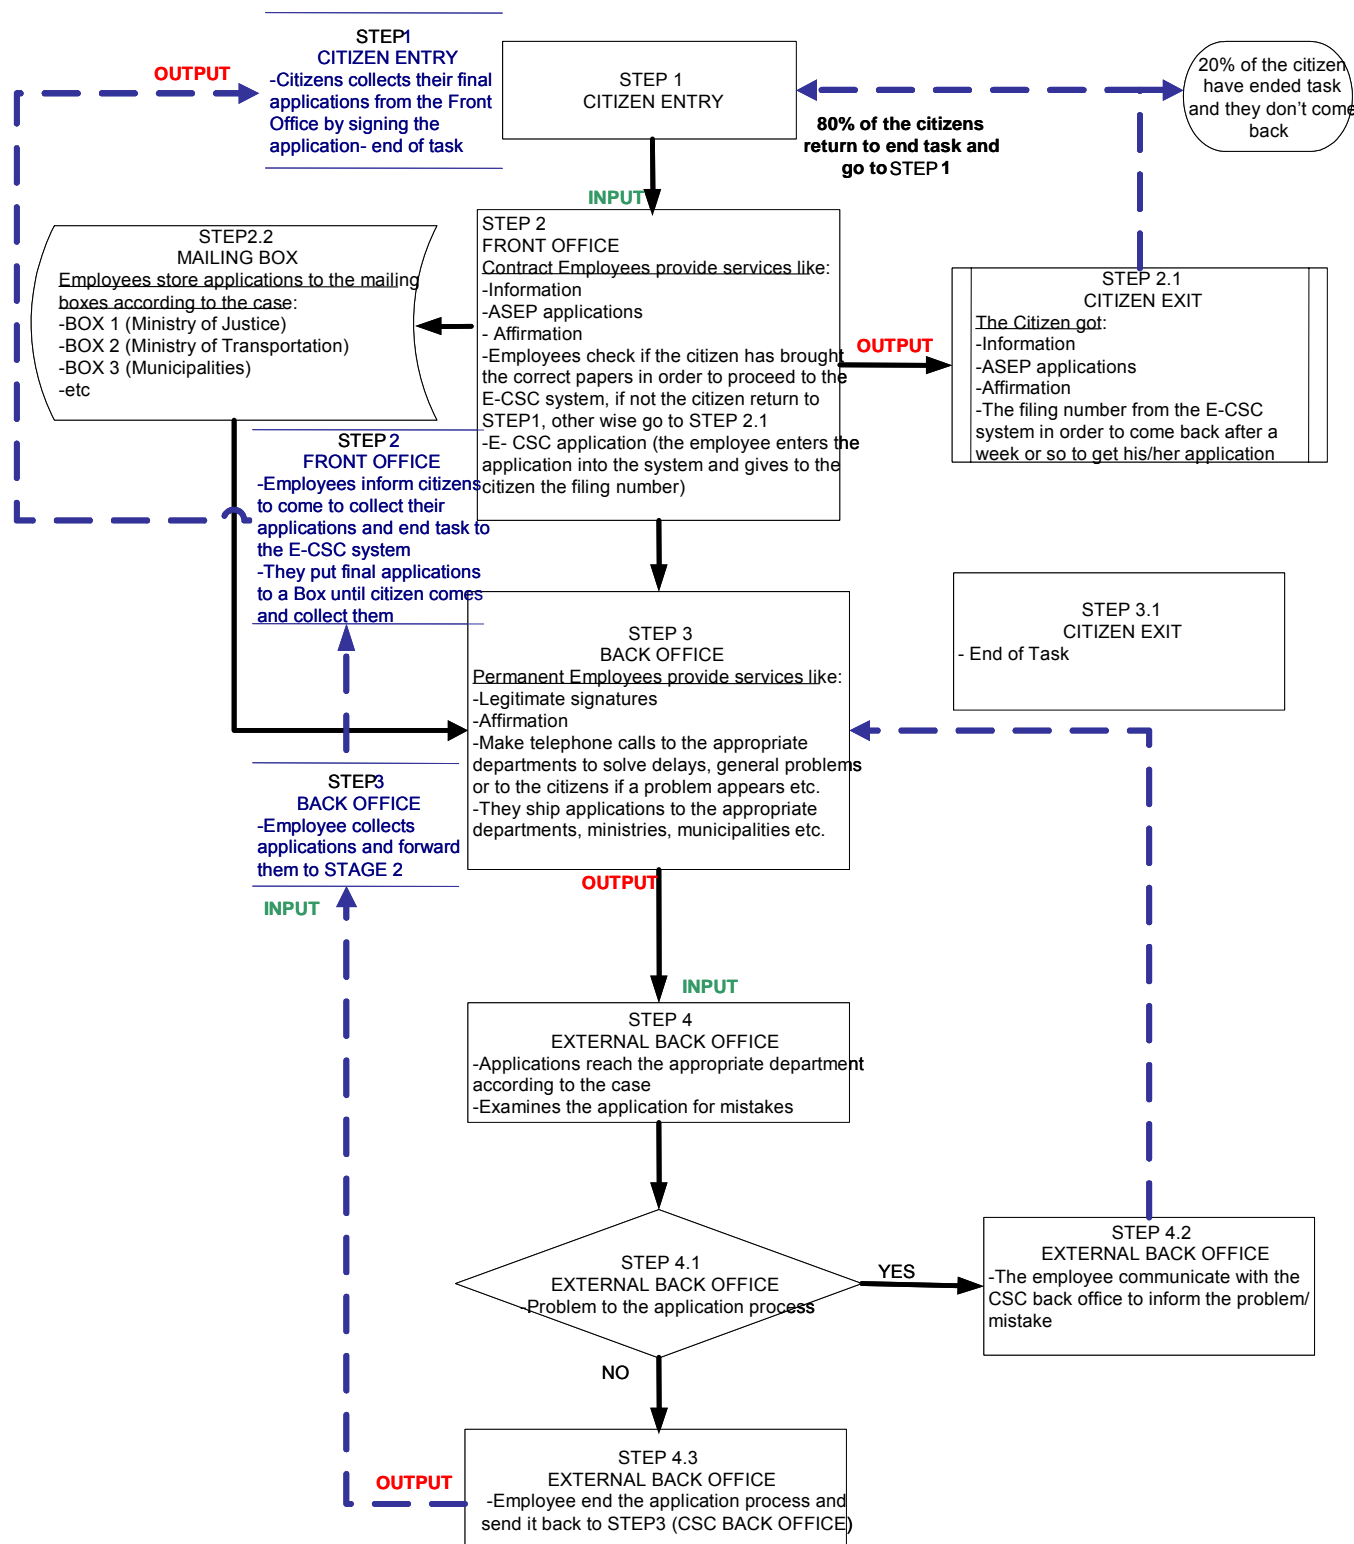 STEP1
CITIZEN ENTRY
-Citizens collects their final
applications from the Front
Office by signing the
application- end of task
OUTPUT
STEP 1
CITIZEN ENTRY
80% of the citizens
return to end task and
go to STEP 1
20% of the citizen
have ended task
and they don't come
back
INPUT
STEP2.2
MAILING BOX
Employees store applications to the mailing
boxes according to the case:
-BOX 1 (Ministry of Justice)
-BOX 2 (Ministry of Transportation)
-BOX 3 (Municipalities)
-etc
STEP 2
FRONT OFFICE
Contract Employees provide services like:
-Information
-ASEP applications
- Affirmation
-Employees check if the citizen has brought
the correct papers in order to proceed to the
E-CSC system, if not the citizen return to
STEP1, other wise go to STEP 2.1
-E- CSC application (the employee enters the
application into the system and gives to the
citizen the filing number)
OUTPUT
STEP 2.1
CITIZEN EXIT
The Citizen got:
-Information
-ASEP applications
-Affirmation
-The filing number from the E-CSC
system in order to come back after a
week or so to get his/her application
STEP 2
FRONT OFFICE
-Employees inform citizens
to come to collect their
applications and end task to
the E-CSC system
-They put final applications
to a Box until citizen comes
and collect them
STEP 3
BACK OFFICE
Permanent Employees provide services like:
-Legitimate signatures
-Affirmation
-Make telephone calls to the appropriate
departments to solve delays, general problems
or to the citizens if a problem appears etc.
-They ship applications to the appropriate
departments, ministries, municipalities etc.
STEP 3.1
CITIZEN EXIT
- End of Task
STEP3
BACK OFFICE
-Employee collects
applications and forward
them to STAGE 2
INPUT
OUTPUT
INPUT
STEP 4
EXTERNAL BACK OFFICE
-Applications reach the appropriate department
according to the case
-Examines the application for mistakes
STEP 4.1
EXTERNAL BACK OFFICE
-Problem to the application process
YES
STEP 4.2
EXTERNAL BACK OFFICE
-The employee communicate with the
CSC back office to inform the problem/
mistake
NO
STEP 4.3
EXTERNAL BACK OFFICE
-Employee end the application process and
send it back to STEP3 (CSC BACK OFFICE)
OUTPUT